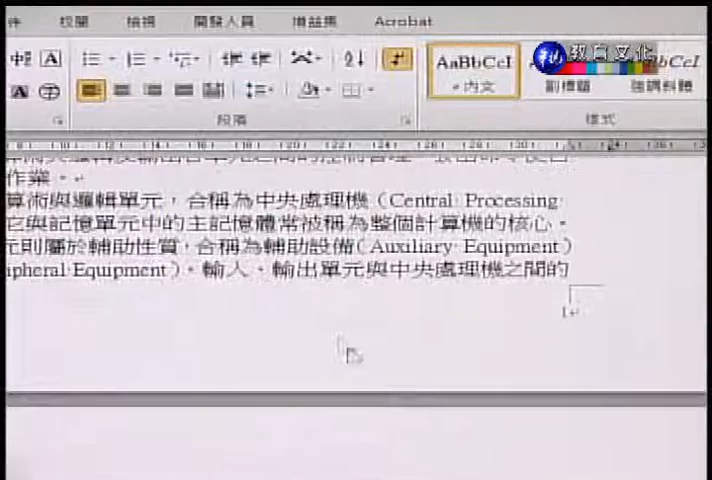 件 校閱 檢視 開發人員 增益集 Acrobat
AaBbCcI
內文
副標題
BbCcI
強調斜體
段落
樣式
華視
教育文化
作業。
算術與邏輯單元，合稱為中央處理機（Central Processing
它與記憶單元中的主記憶體常被稱為整個計算機的核心。
元則屬於輔助性質，合稱為輔助設備（Auxiliary Equipment）
ipheral Equipment）。輸入、輸出單元與中央處理機之間的
1